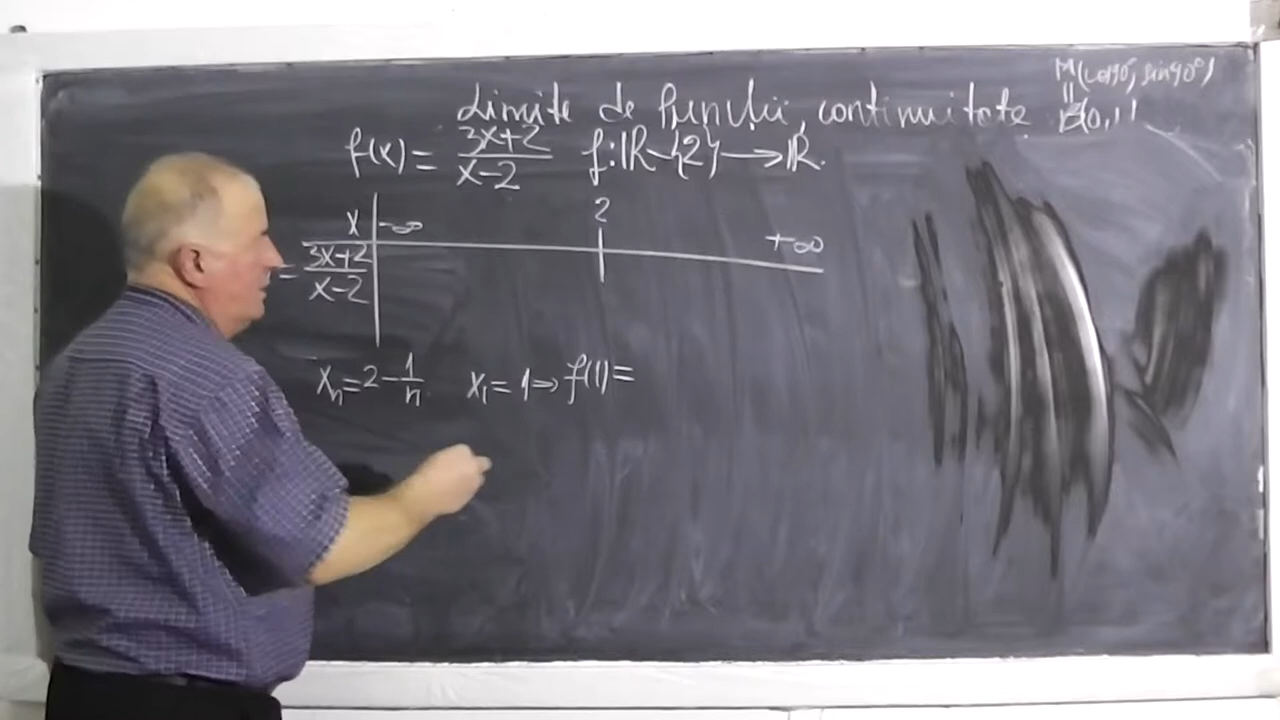 Limite de funcții, continuitate
M(cos90°, sin90°)
=
B(0,1)
f(x) = (3x+2)/(x-2) f: ℝ-{2} → ℝ.
x -∞ 2 +∞
= (3x+2)/(x-2)
xₙ = 2 - 1/n x₁ = 1 ⇒ f(1) =